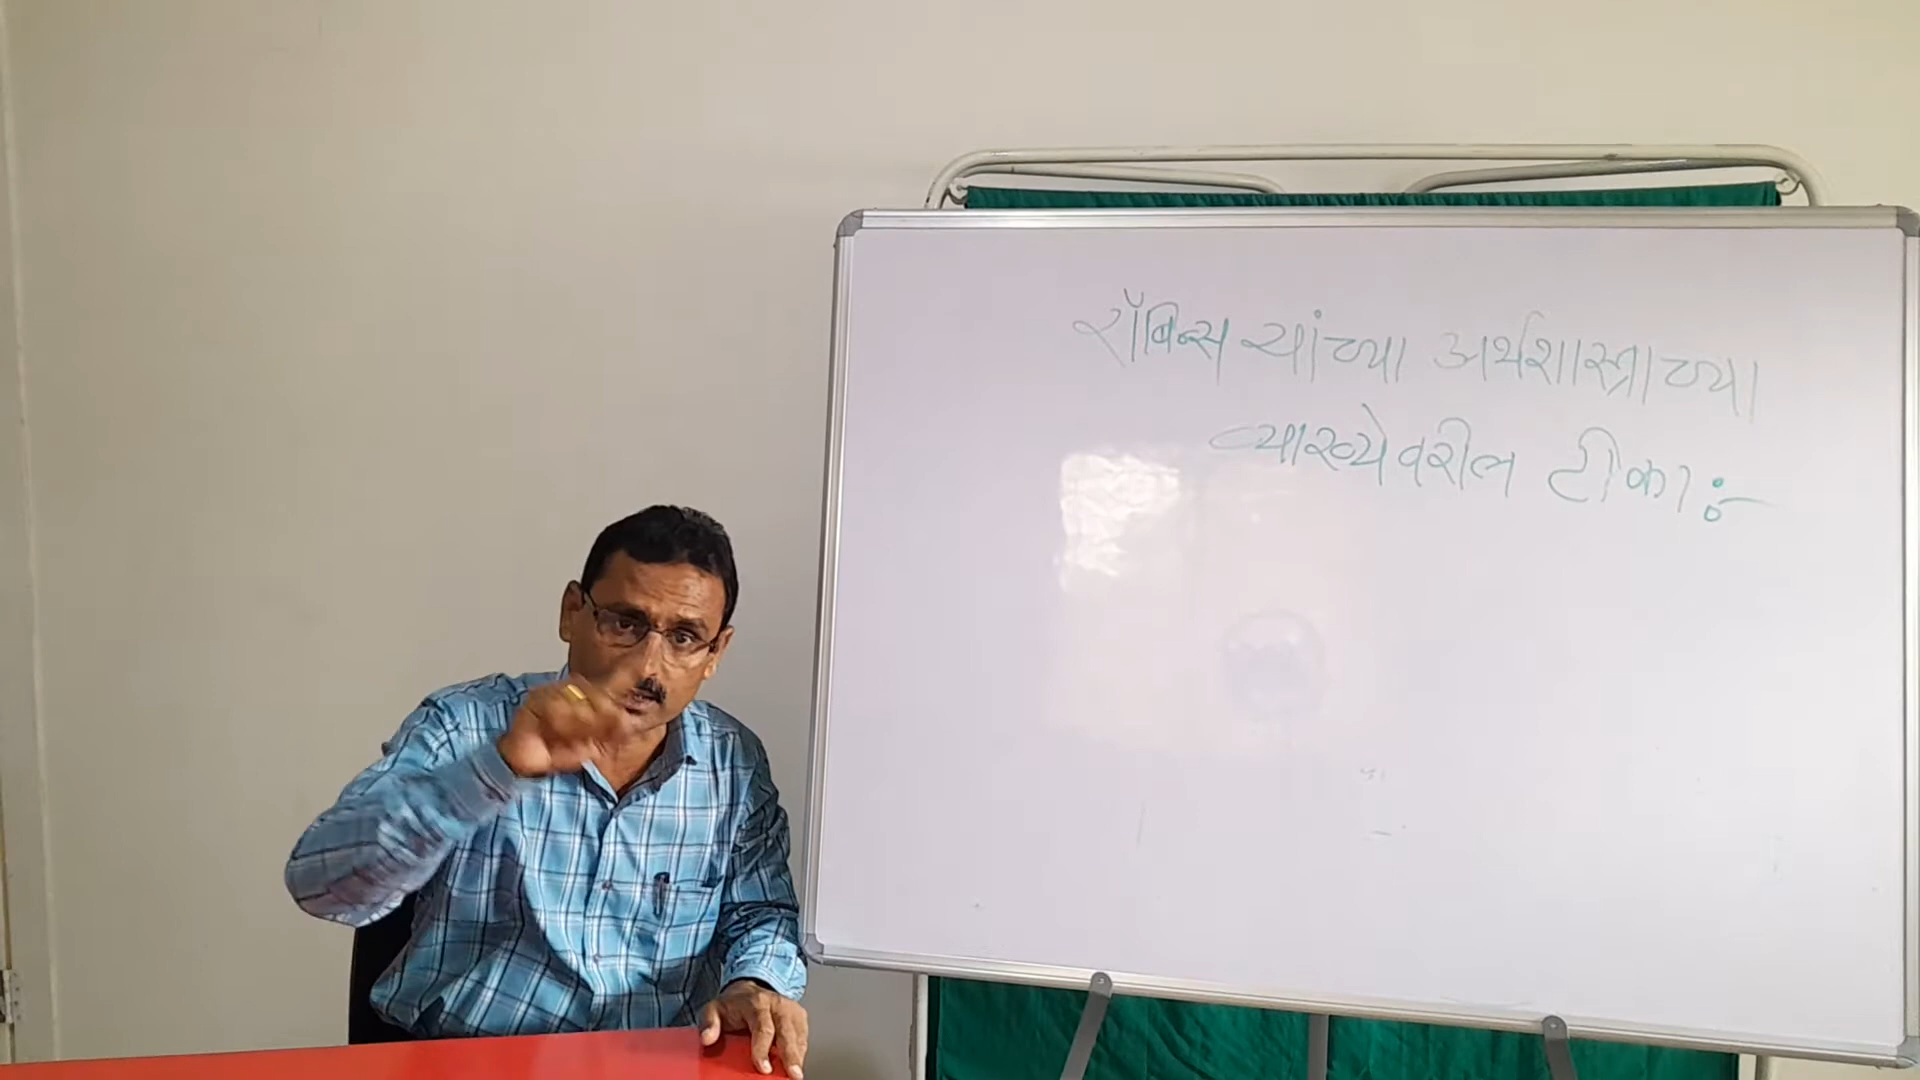 रॉबिन्स यांच्या अर्थशास्त्राच्या
व्याख्येवरील टीका :-